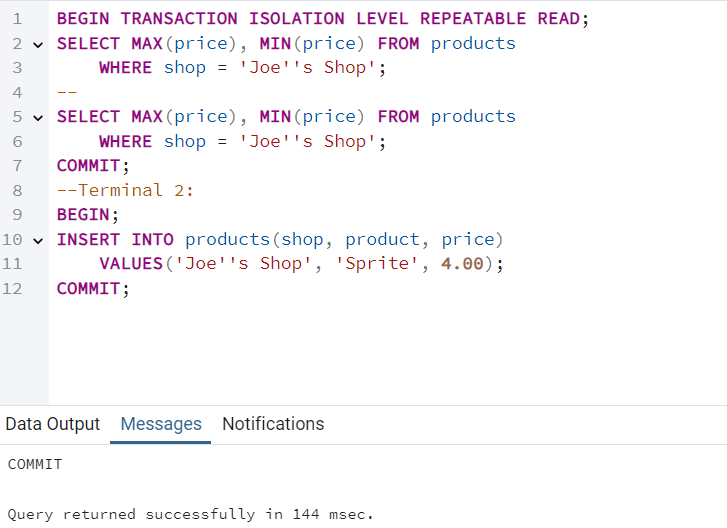 1 BEGIN TRANSACTION ISOLATION LEVEL REPEATABLE READ;
2 SELECT MAX(price), MIN(price) FROM products
3     WHERE shop = 'Joe''s Shop';
4 --
5 SELECT MAX(price), MIN(price) FROM products
6     WHERE shop = 'Joe''s Shop';
7 COMMIT;
8 --Terminal 2:
9 BEGIN;
10 INSERT INTO products(shop, product, price)
11     VALUES('Joe''s Shop', 'Sprite', 4.00);
12 COMMIT;
Data Output Messages Notifications
COMMIT
Query returned successfully in 144 msec.